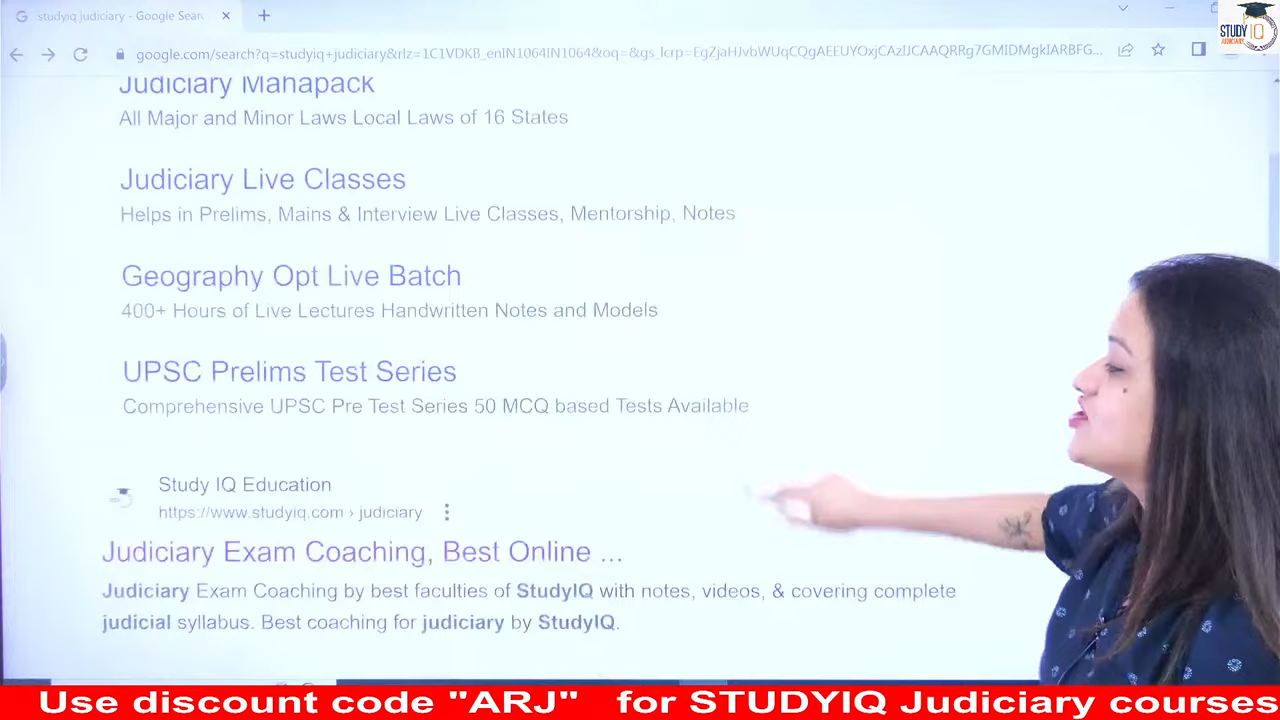 studyiq judiciary - Google Sear
google.com/search?q=studyiq+judiciary&rlz=1C1VDKB_enIN1064IN1064&oq=&gs_lcrp=EgZjaHJvbWUqCQgAEEUYOxjCAzIJCAAQRRg7GMIDMgkIARBFG...
STUDY IQ
JUDICIARY
Judiciary Mahapack
All Major and Minor Laws Local Laws of 16 States
Judiciary Live Classes
Helps in Prelims, Mains & Interview Live Classes, Mentorship, Notes
Geography Opt Live Batch
400+ Hours of Live Lectures Handwritten Notes and Models
UPSC Prelims Test Series
Comprehensive UPSC Pre Test Series 50 MCQ based Tests Available
Study IQ Education
https://www.studyiq.com › judiciary
Judiciary Exam Coaching, Best Online ...
Judiciary Exam Coaching by best faculties of StudyIQ with notes, videos, & covering complete
judicial syllabus. Best coaching for judiciary by StudyIQ.
Use discount code "ARJ" for STUDYIQ Judiciary courses